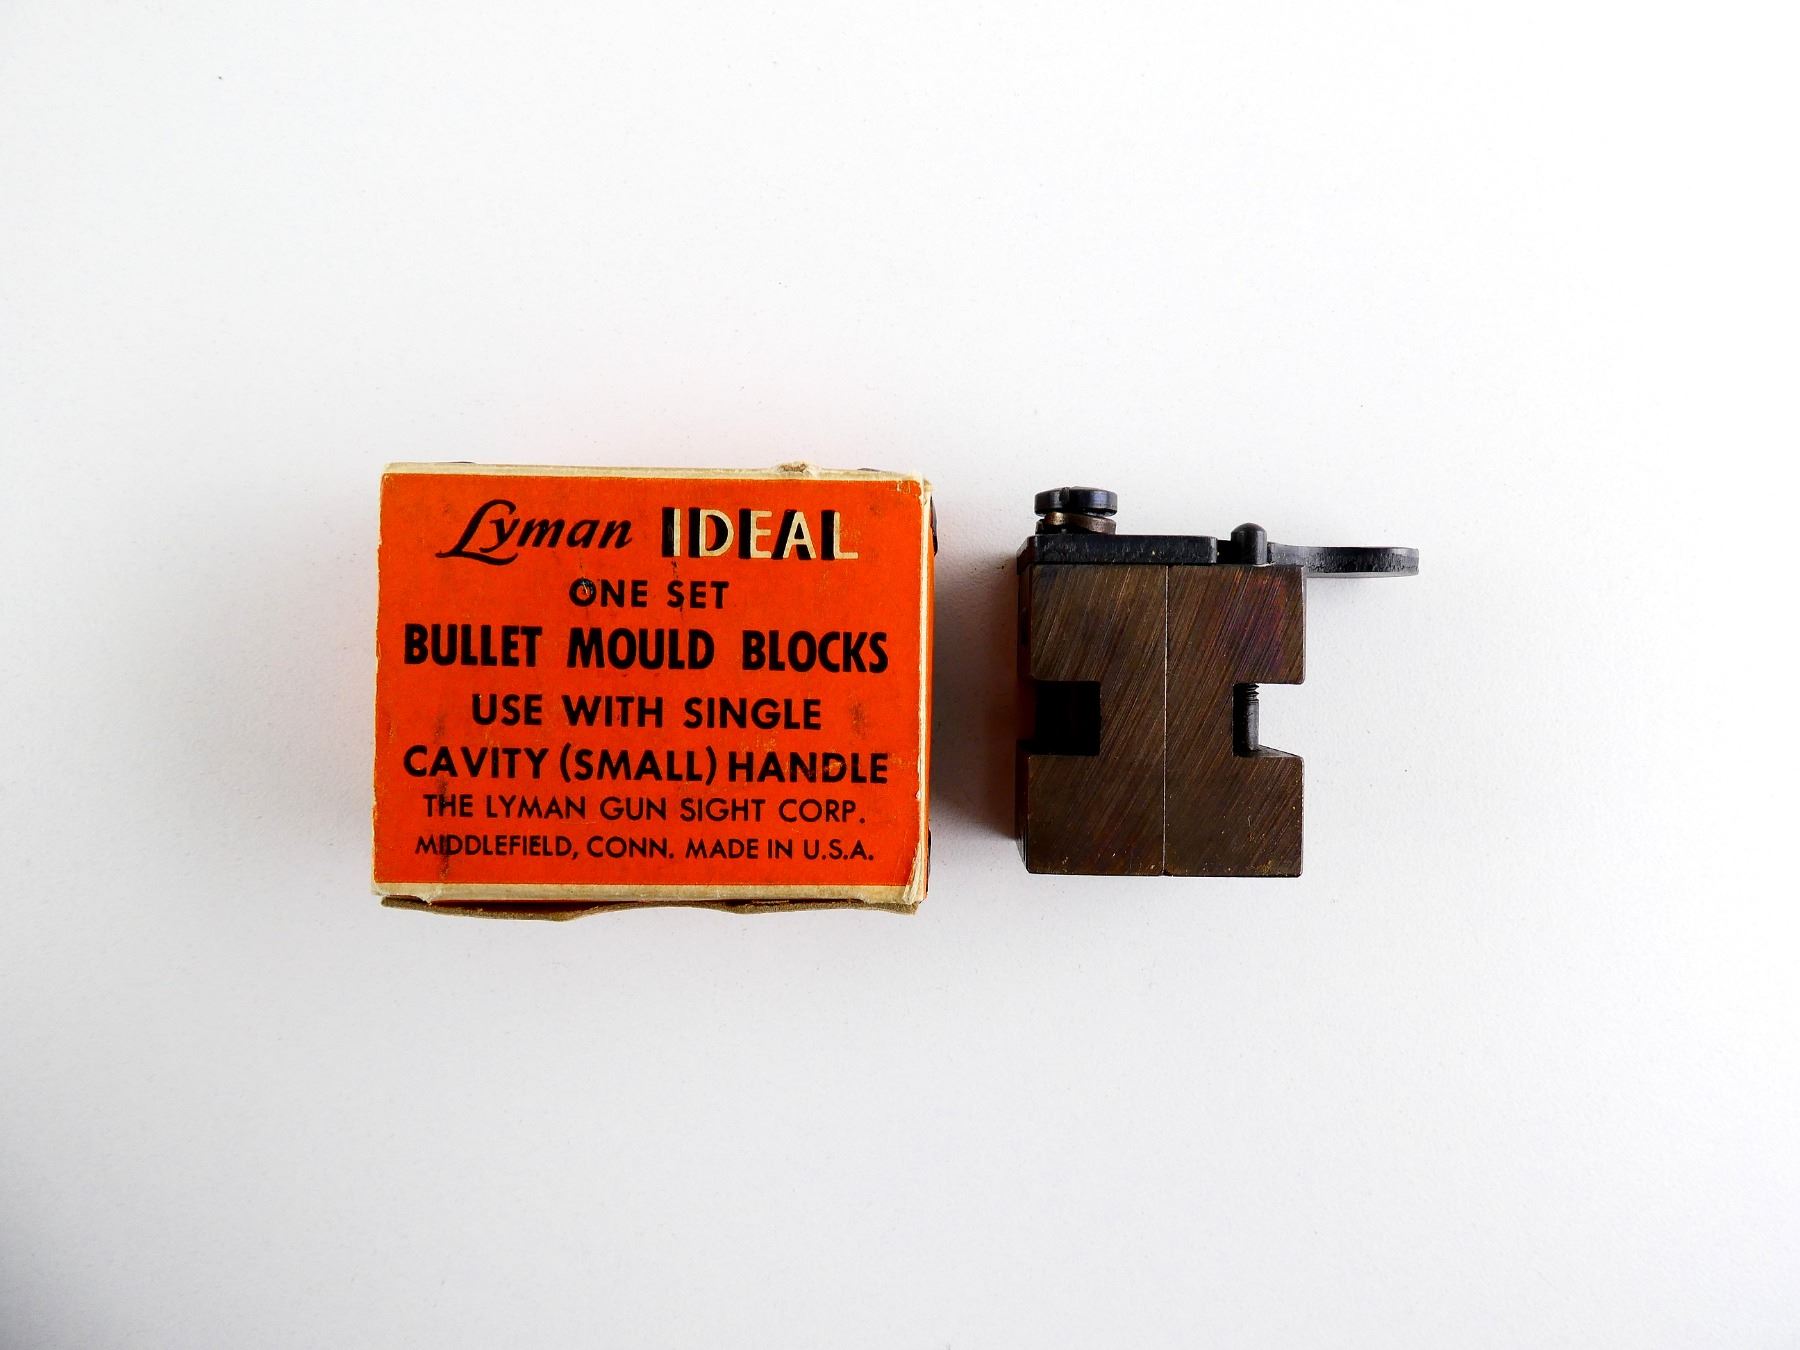 Lyman IDEAL
ONE SET
BULLET MOULD BLOCKS
USE WITH SINGLE
CAVITY (SMALL) HANDLE
THE LYMAN GUN SIGHT CORP.
MIDDLEFIELD, CONN. MADE IN U.S.A.